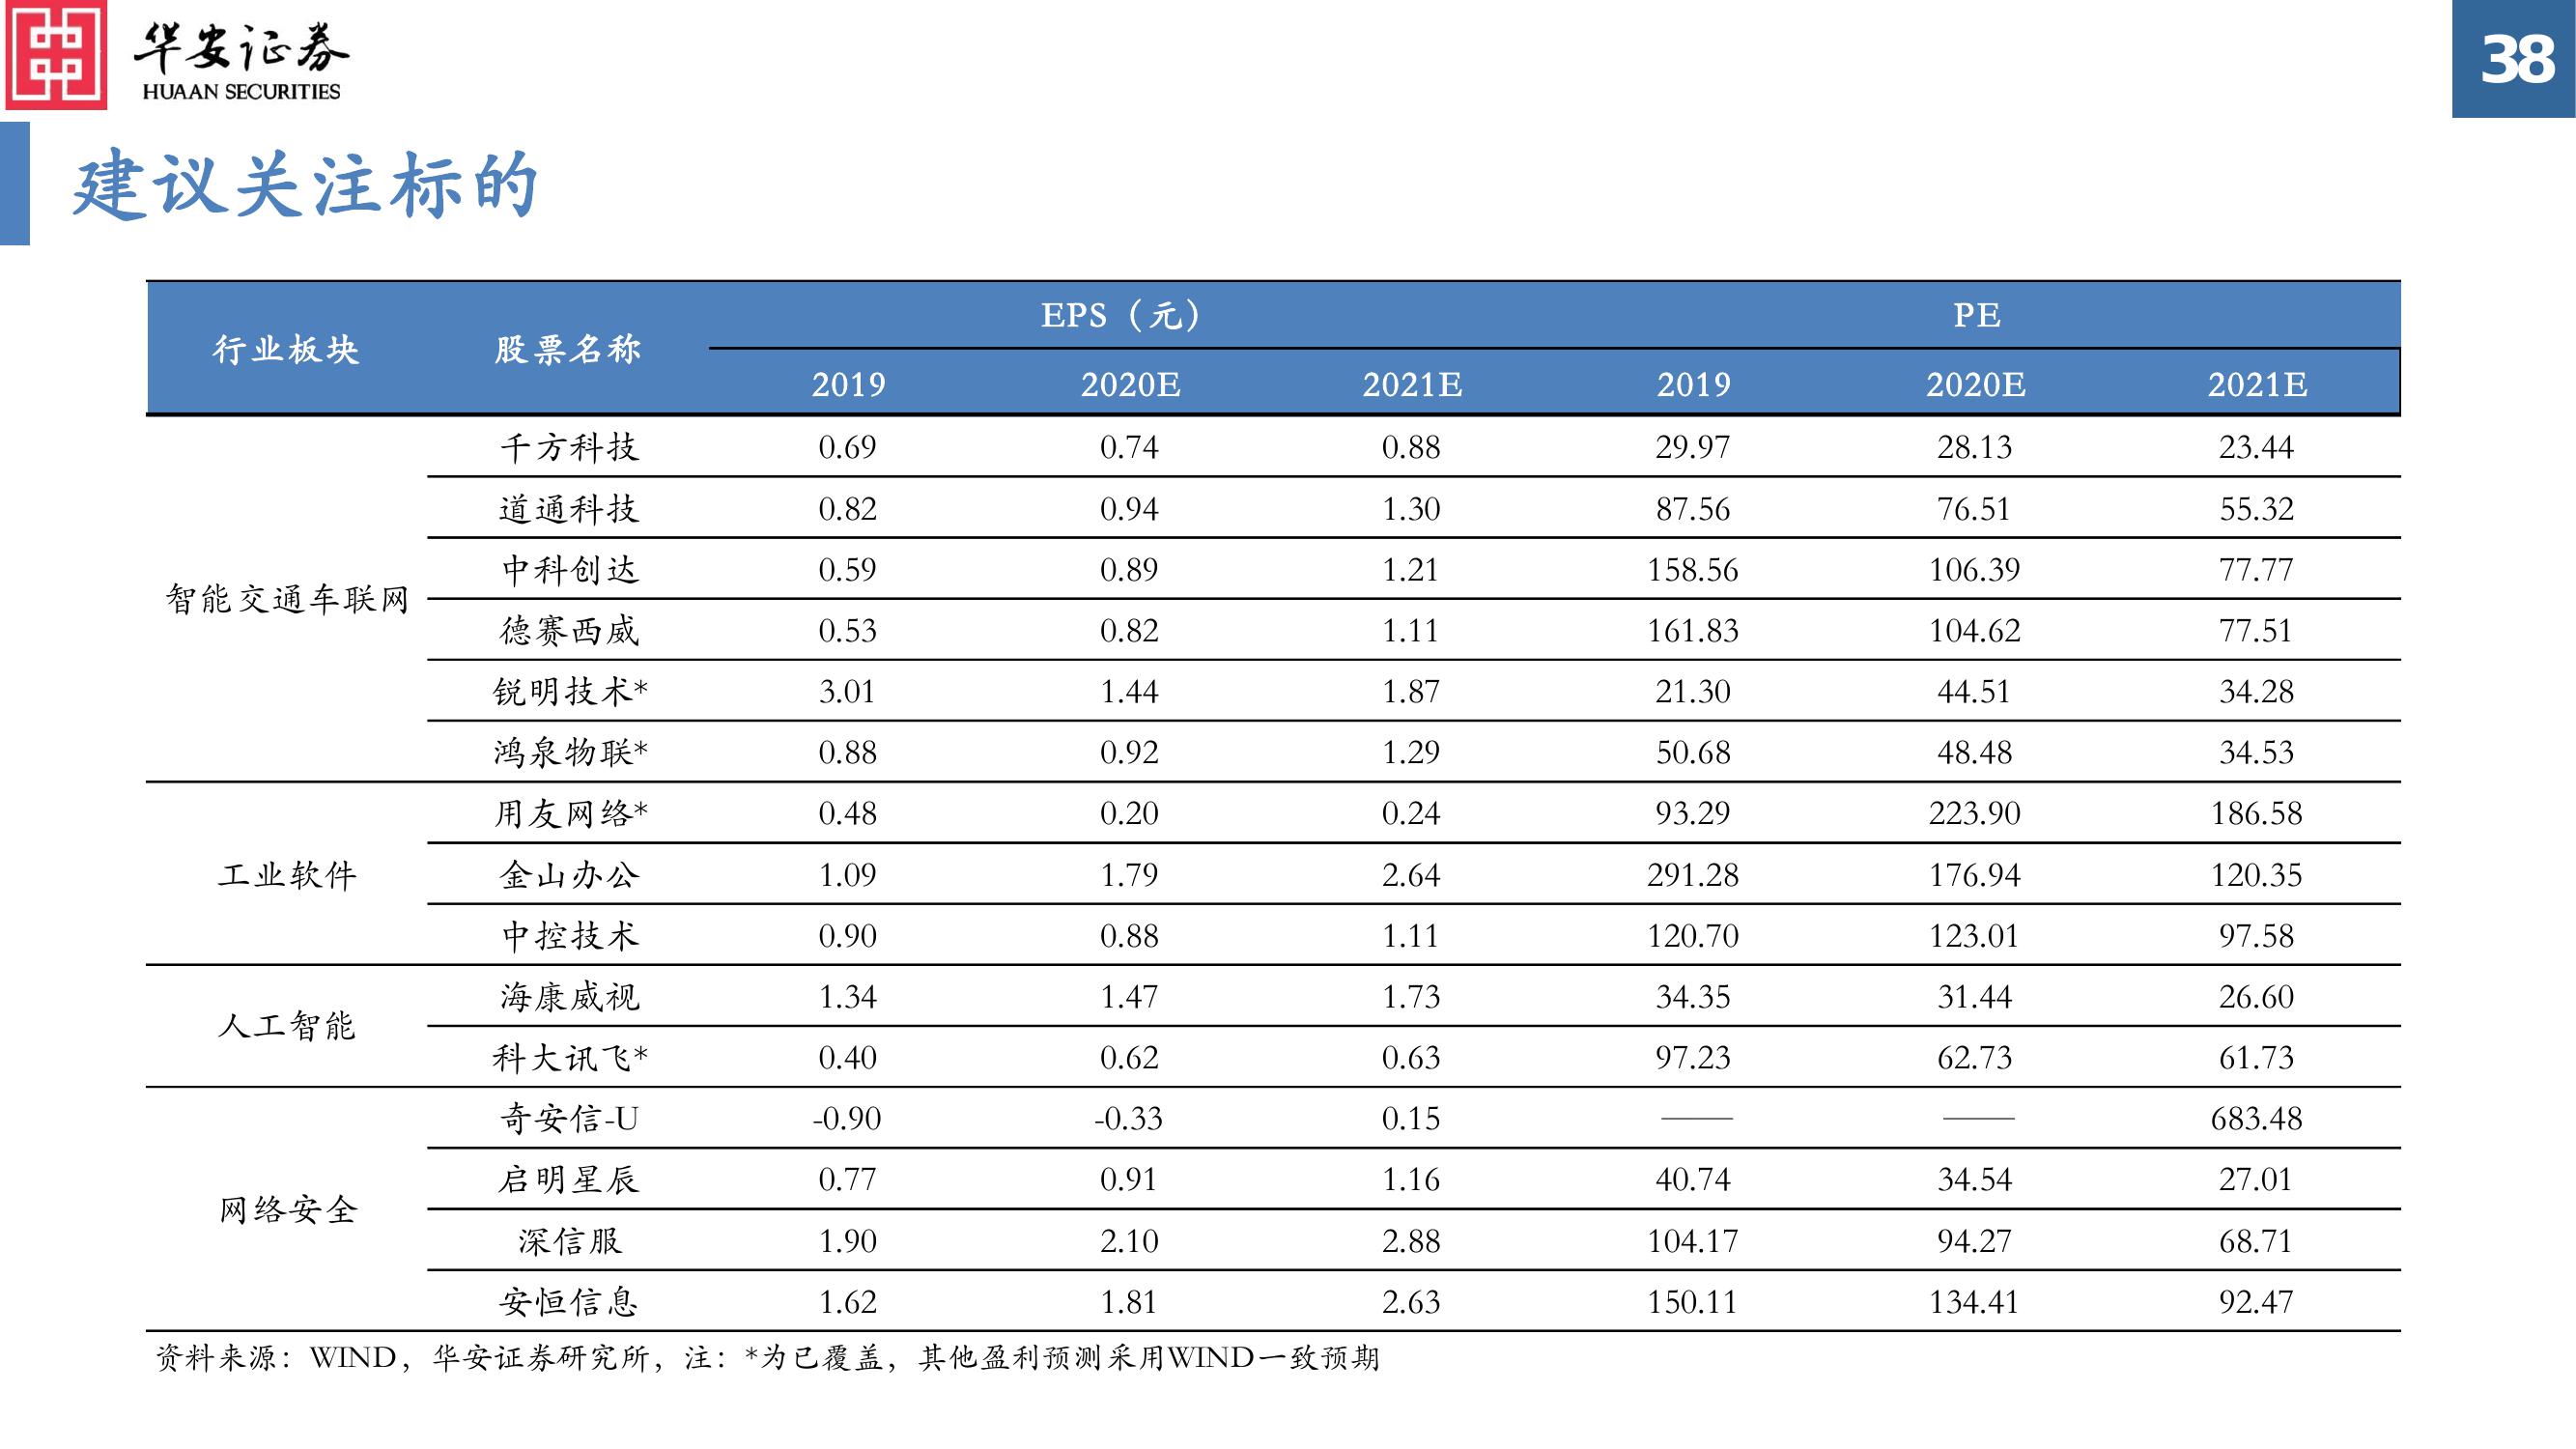 华安证券
HUAAN SECURITIES
38
建议关注标的
行业板块 股票名称 EPS（元） PE
2019 2020E 2021E 2019 2020E 2021E
智能交通车联网
千方科技 0.69 0.74 0.88 29.97 28.13 23.44
道通科技 0.82 0.94 1.30 87.56 76.51 55.32
中科创达 0.59 0.89 1.21 158.56 106.39 77.77
德赛西威 0.53 0.82 1.11 161.83 104.62 77.51
锐明技术* 3.01 1.44 1.87 21.30 44.51 34.28
鸿泉物联* 0.88 0.92 1.29 50.68 48.48 34.53
工业软件
用友网络* 0.48 0.20 0.24 93.29 223.90 186.58
金山办公 1.09 1.79 2.64 291.28 176.94 120.35
中控技术 0.90 0.88 1.11 120.70 123.01 97.58
人工智能
海康威视 1.34 1.47 1.73 34.35 31.44 26.60
科大讯飞* 0.40 0.62 0.63 97.23 62.73 61.73
网络安全
奇安信-U -0.90 -0.33 0.15 —— —— 683.48
启明星辰 0.77 0.91 1.16 40.74 34.54 27.01
深信服 1.90 2.10 2.88 104.17 94.27 68.71
安恒信息 1.62 1.81 2.63 150.11 134.41 92.47
资料来源：WIND，华安证券研究所，注：*为已覆盖，其他盈利预测采用WIND一致预期